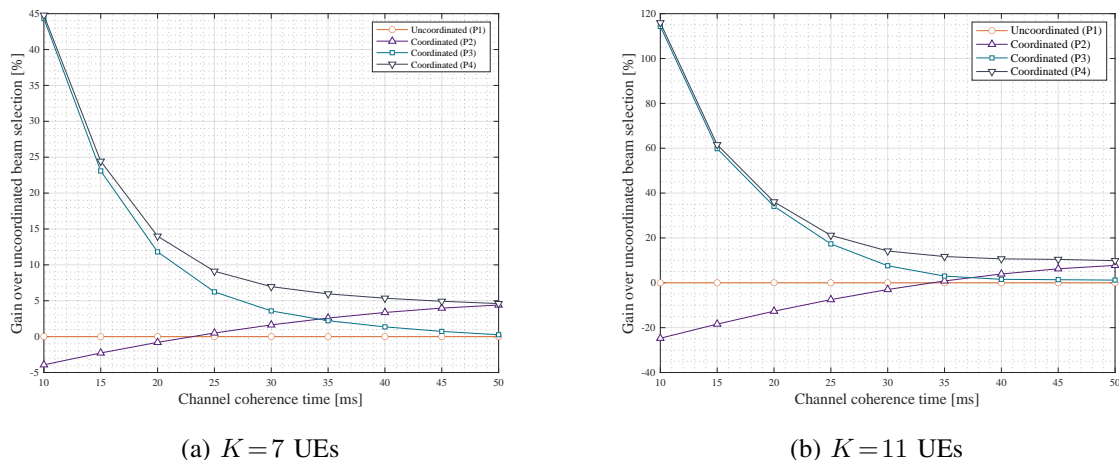 45
40
35
30
25
20
15
10
5
0
-5
Gain over uncoordinated beam selection [%]
10 15 20 25 30 35 40 45 50
Channel coherence time [ms]
Uncoordinated (P1)
Coordinated (P2)
Coordinated (P3)
Coordinated (P4)
(a) K=7 UEs
120
100
80
60
40
20
0
-20
-40
Gain over uncoordinated beam selection [%]
10 15 20 25 30 35 40 45 50
Channel coherence time [ms]
Uncoordinated (P1)
Coordinated (P2)
Coordinated (P3)
Coordinated (P4)
(b) K=11 UEs